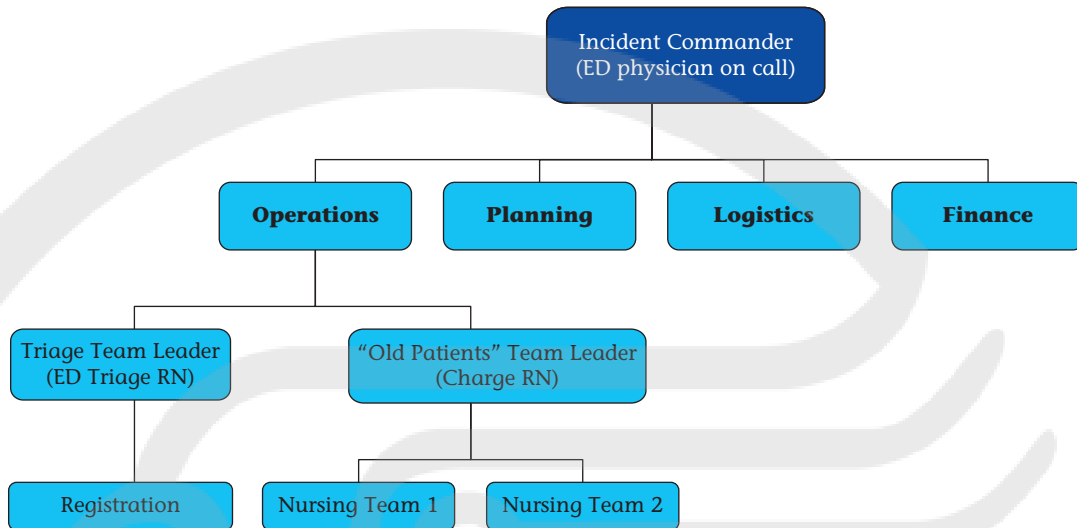 Incident Commander
(ED physician on call)
Operations
Planning
Logistics
Finance
Triage Team Leader
(ED Triage RN)
“Old Patients” Team Leader
(Charge RN)
Registration
Nursing Team 1
Nursing Team 2